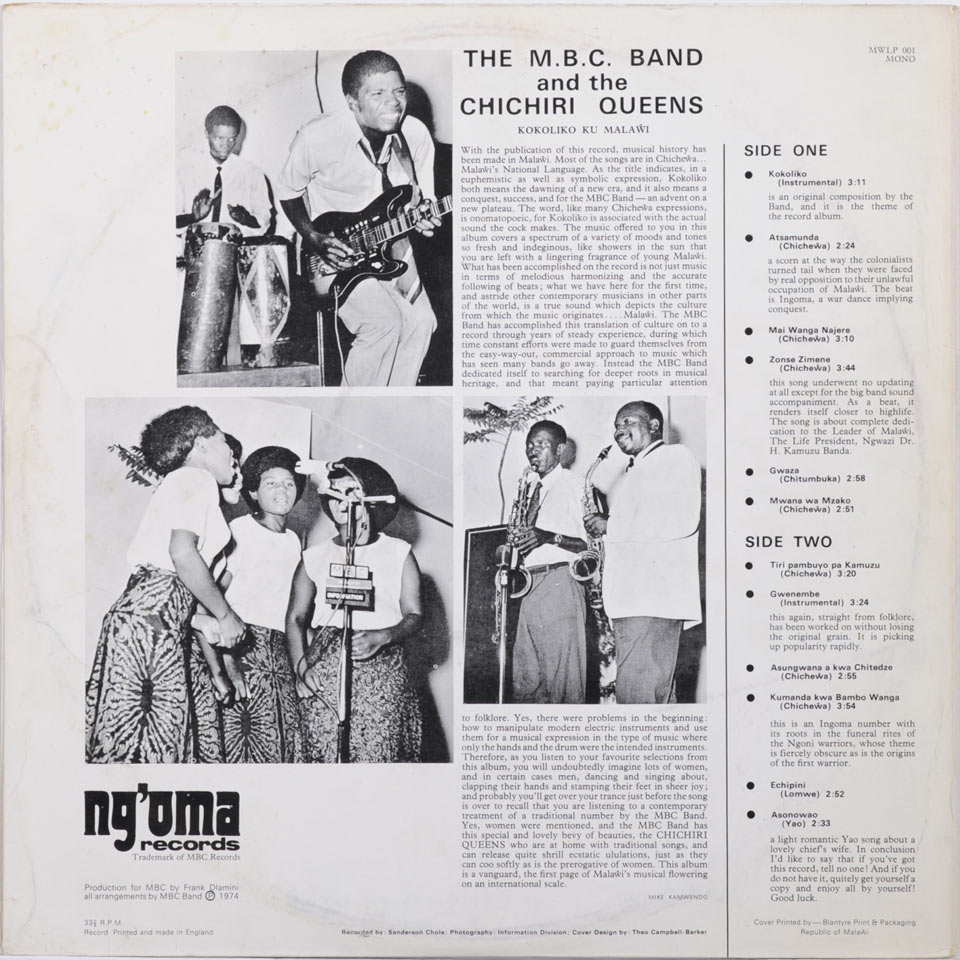 THE M.B.C. BAND
and the
CHICHIRI QUEENS
KOKOLIKO KU MALAŴI
MWLP 001
MONO
With the publication of this record, musical history has
been made in Malaŵi. Most of the songs are in Chicheŵa...
Malaŵi's National Language. As the title indicates, in a
euphemistic as well as symbolic expression, Kokoliko
both means the dawning of a new era, and it also means a
conquest, success, and for the MBC Band — an advent on a
new plateau. The word, like many Chicheŵa expressions,
is onomatopoeic, for Kokoliko is associated with the actual
sound the cock makes. The music offered to you in this
album covers a spectrum of a variety of moods and tones
so fresh and indeginous, like showers in the sun that
you are left with a lingering fragrance of young Malaŵi.
What has been accomplished on the record is not just music
in terms of melodious harmonizing and the accurate
following of beats; what we have here for the first time,
and astride other contemporary musicians in other parts
of the world, is a true sound which depicts the culture
from which the music originates.... Malaŵi. The MBC
Band has accomplished this translation of culture on to a
record through years of steady experience, during which
time constant efforts were made to guard themselves from
the easy-way-out, commercial approach to music which
has seen many bands go away. Instead the MBC Band
dedicated itself to searching for deeper roots in musical
heritage, and that meant paying particular attention
to folklore. Yes, there were problems in the beginning:
how to manipulate modern electric instruments and use
them for a musical expression in the type of music where
only the hands and the drum were the intended instruments.
Therefore, as you listen to your favourite selections from
this album, you will undoubtedly imagine lots of women,
and in certain cases men, dancing and singing about,
clapping their hands and stamping their feet in sheer joy;
and probably you'll get over your trance just before the song
is over to recall that you are listening to a contemporary
treatment of a traditional number by the MBC Band.
Yes, women were mentioned, and the MBC Band has
this special and lovely bevy of beauties, the CHICHIRI
QUEENS who are at home with traditional songs, and
can release quite shrill ecstatic ululations, just as they
can coo softly as is the prerogative of women. This album
is a vanguard, the first page of Malaŵi's musical flowering
on an international scale.
MIKE KAMWENDO
SIDE ONE
● Kokoliko
(Instrumental) 3:11
is an original composition by the
Band, and it is the theme of
the record album.
● Atsamunda
(Chicheŵa) 2:24
a scorn at the way the colonialists
turned tail when they were faced
by real opposition to their unlawful
occupation of Malaŵi. The beat
is Ingoma, a war dance implying
conquest.
● Mai Wanga Najere
(Chicheŵa) 3:10
● Zonse Zimene
(Chicheŵa) 3:44
this song underwent no updating
at all except for the big band sound
accompaniment. As a beat, it
renders itself closer to highlife.
The song is about complete dedi-
cation to the Leader of Malaŵi,
The Life President, Ngwazi Dr.
H. Kamuzu Banda.
● Gwaza
(Chitumbuka) 2:58
● Mwana wa Mzako
(Chicheŵa) 2:51
SIDE TWO
● Tiri pambuyo pa Kamuzu
(Chicheŵa) 3:20
● Gwenembe
(Instrumental) 3:24
this again, straight from folklore,
has been worked on without losing
the original grain. It is picking
up popularity rapidly.
● Asungwana a kwa Chitedze
(Chicheŵa) 2:55
● Kumanda kwa Bambo Wanga
(Chicheŵa) 3:54
this is an Ingoma number with
its roots in the funeral rites of
the Ngoni warriors, whose theme
is fiercely obscure as is the origins
of the first warrior.
● Echipini
(Lomwe) 2:52
● Asonowao
(Yao) 2:33
a light romantic Yao song about a
lovely chief's wife. In conclusion
I'd like to say that if you've got
this record, tell no one! And if you
do not have it, quitely get yourself a
copy and enjoy all by yourself!
Good luck.
ng'oma
records
Trademark of MBC Records
Production for MBC by Frank Dlamini
all arrangements by MBC Band Ⓟ 1974
33⅓ R.P.M.
Record Printed and made in England
Recorded by: Sanderson Chole: Photography: Information Division: Cover Design by: Theo Campbell-Barker
Cover Printed by — Blantyre Print & Packaging
Republic of Malaŵi
INFORMATION